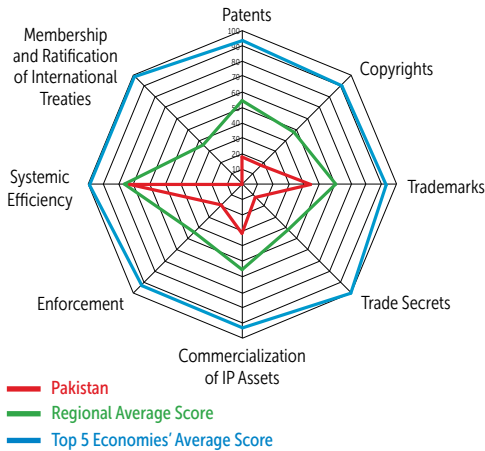 Patents
Membership
and Ratification
of International
Treaties
Copyrights
100
90
80
70
60
50
40
30
20
10
Systemic
Efficiency
Trademarks
Enforcement
Trade Secrets
Commercialization
of IP Assets
Pakistan
Regional Average Score
Top 5 Economies' Average Score